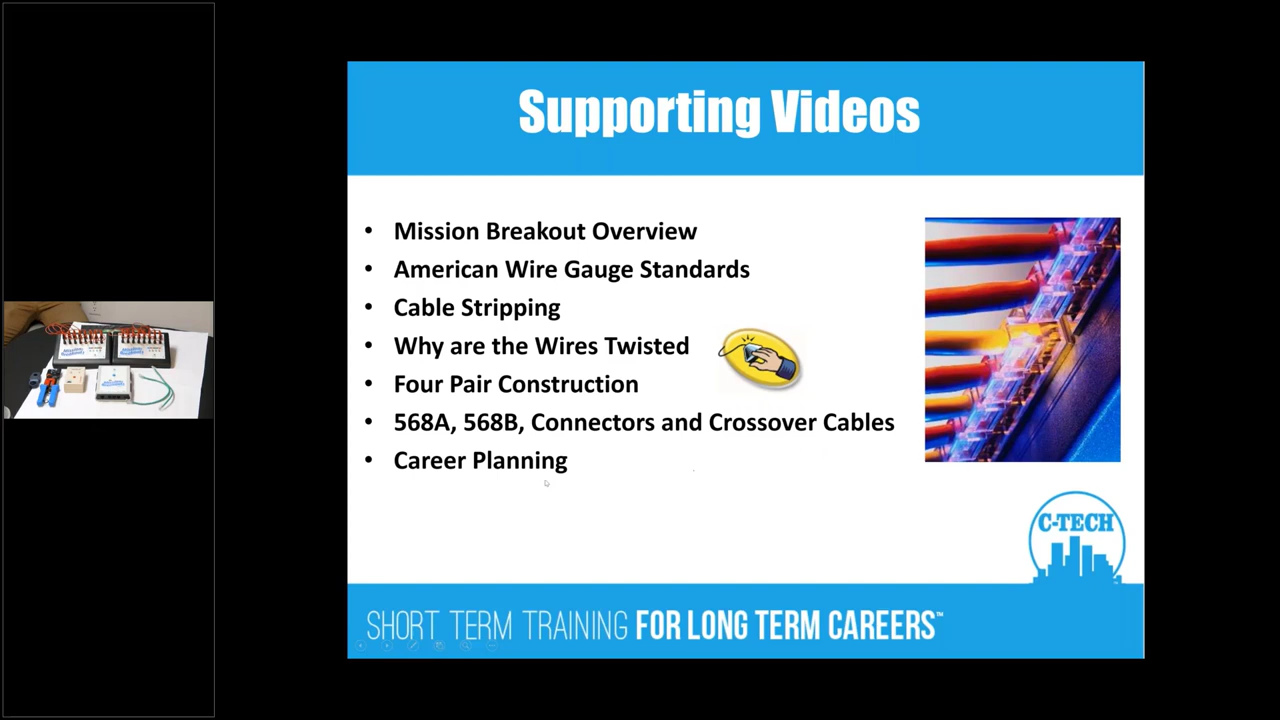 Supporting Videos
• Mission Breakout Overview
• American Wire Gauge Standards
• Cable Stripping
• Why are the Wires Twisted
• Four Pair Construction
• 568A, 568B, Connectors and Crossover Cables
• Career Planning
C-TECH
SHORT TERM TRAINING FOR LONG TERM CAREERS™